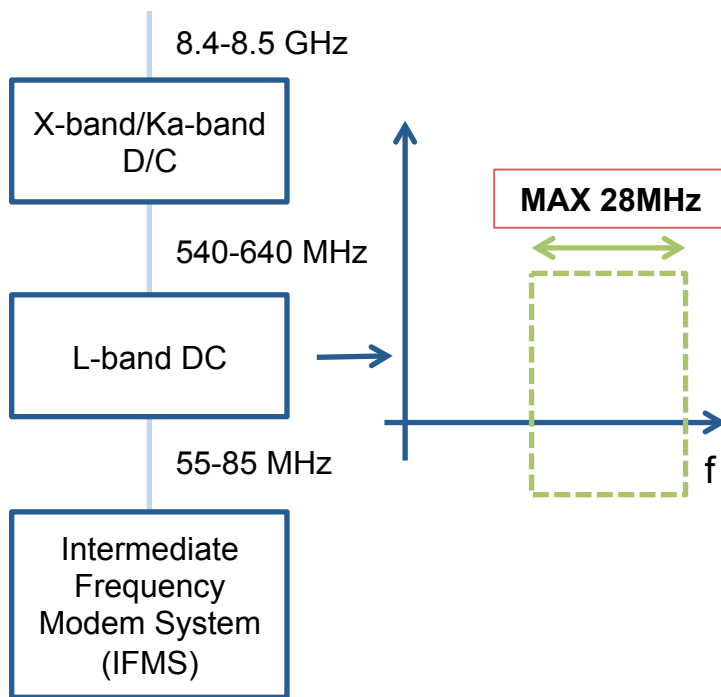 8.4-8.5 GHz
X-band/Ka-band
D/C
MAX 28MHz
540-640 MHz
L-band DC
55-85 MHz
f
Intermediate
Frequency
Modem System
(IFMS)